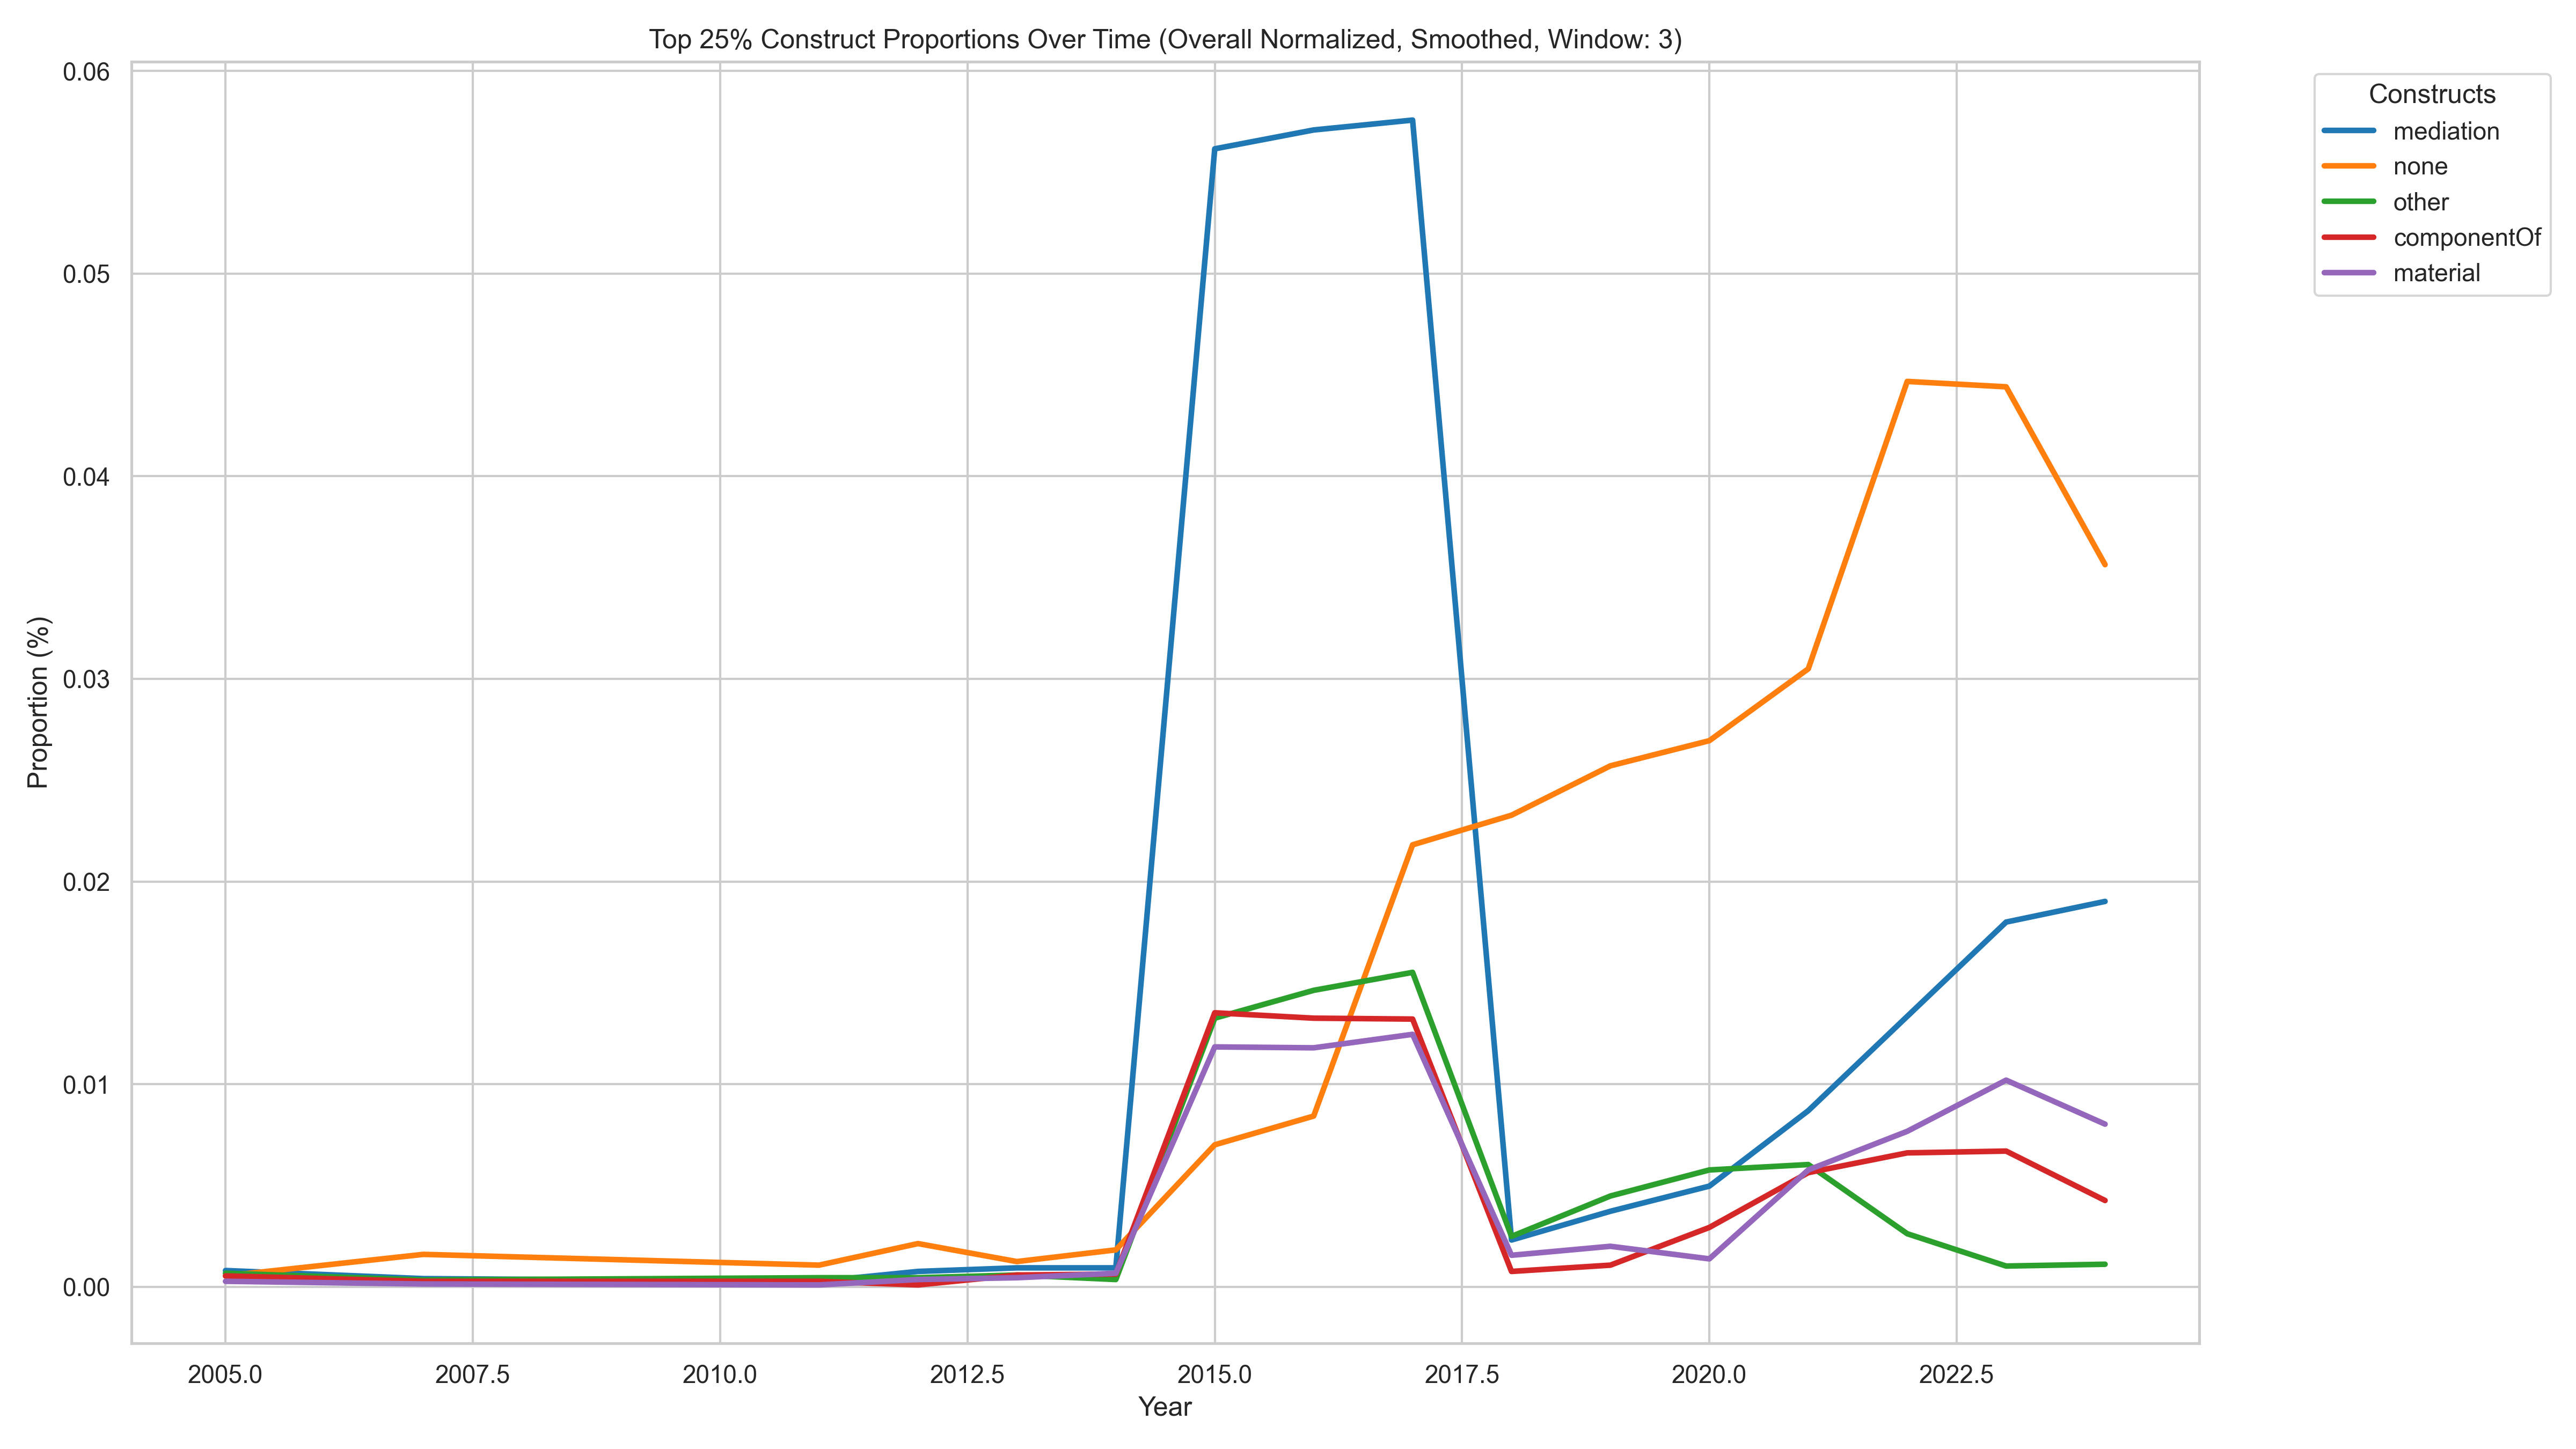 Top 25% Construct Proportions Over Time (Overall Normalized, Smoothed, Window: 3)
0.06
0.05
0.04
0.03
0.02
0.01
0.00
Proportion (%)
2005.0
2007.5
2010.0
2012.5
2015.0
2017.5
2020.0
2022.5
Year
Constructs
mediation
none
other
componentOf
material